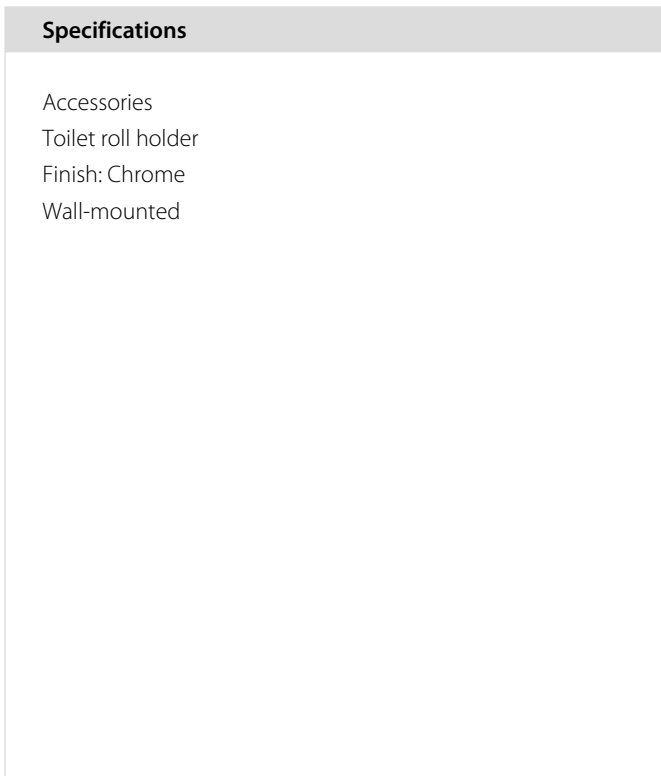 Specifications
Accessories
Toilet roll holder
Finish: Chrome
Wall-mounted